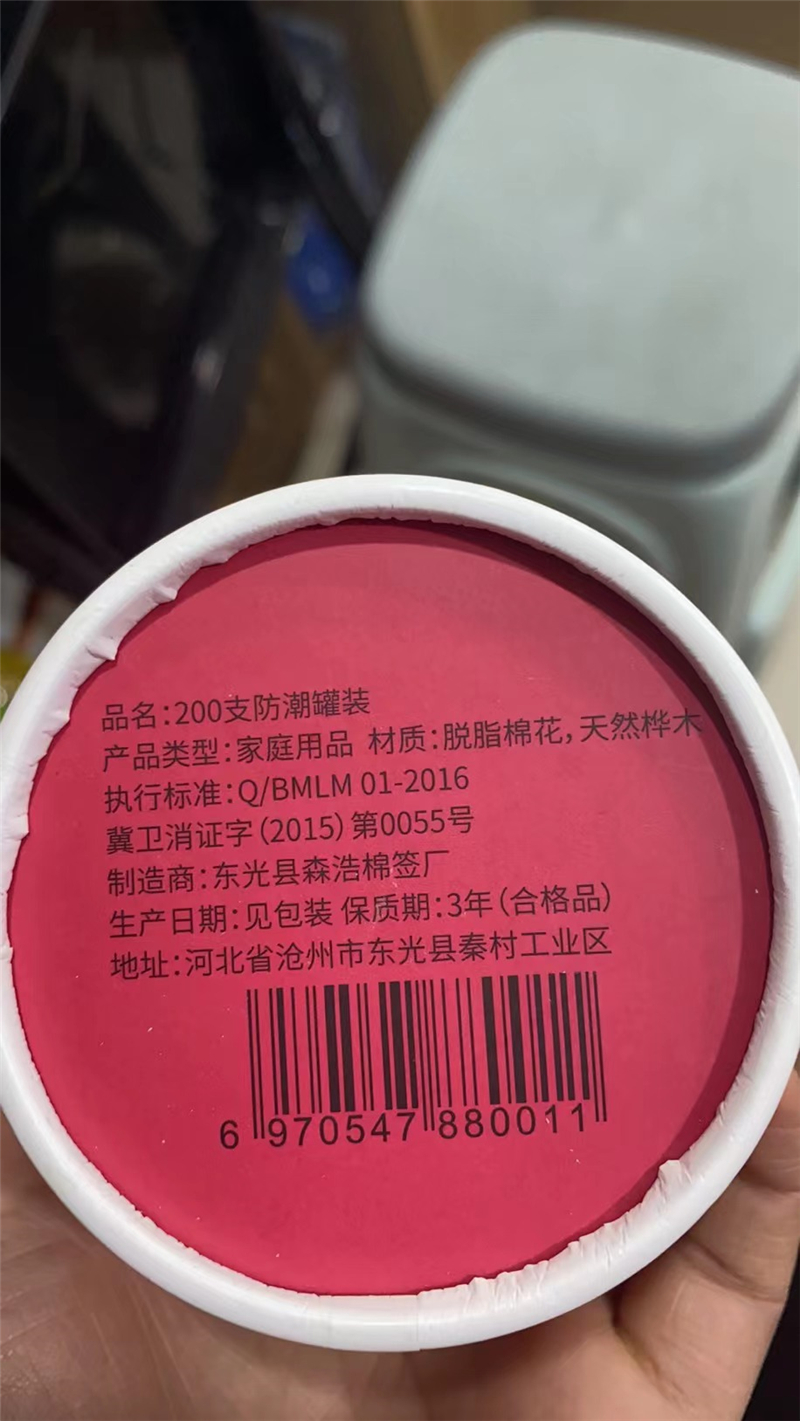 品名:200支防潮罐装
产品类型:家庭用品 材质:脱脂棉花,天然桦木
执行标准:Q/BMLM 01-2016
冀卫消证字(2015)第0055号
制造商:东光县森浩棉签厂
生产日期:见包装 保质期:3年(合格品)
地址:河北省沧州市东光县秦村工业区
6 970547 880011